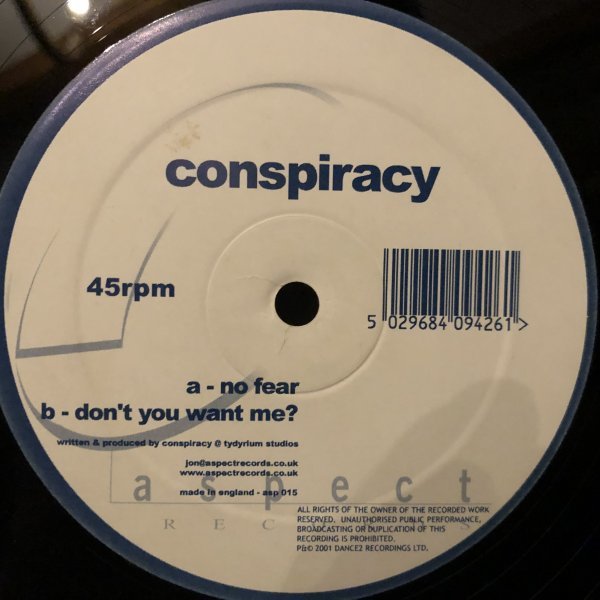 conspiracy
45rpm
5 029684 094261 >
a - no fear
b - don't you want me?
written & produced by conspiracy @ tydyrium studios
jon@aspectrecords.co.uk
www.aspectrecords.co.uk
aspect
made in england - asp 015
ALL RIGHTS OF THE OWNER OF THE RECORDED WORK
RESERVED. UNAUTHORISED PUBLIC PERFORMANCE,
BROADCASTING OR DUPLICATION OF THIS
RECORDING IS PROHIBITED.
P&© 2001 DANCE2 RECORDINGS LTD.